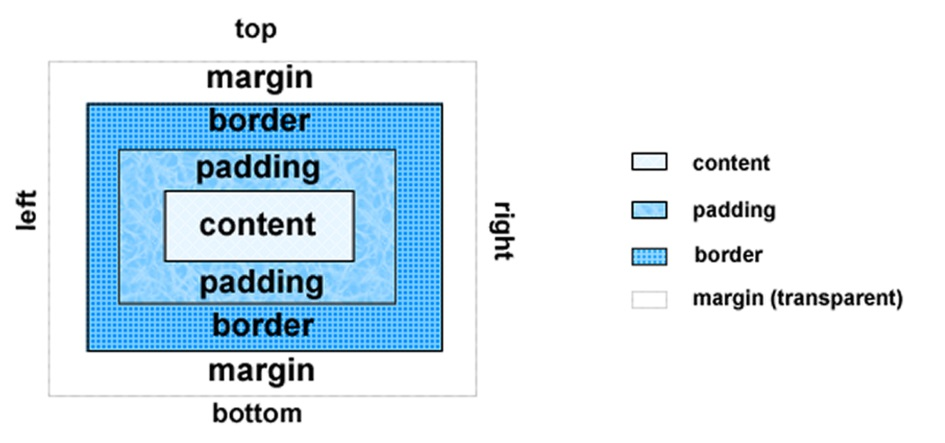 top
margin
border
padding
left
content
right
padding
border
margin
bottom
content
padding
border
margin (transparent)